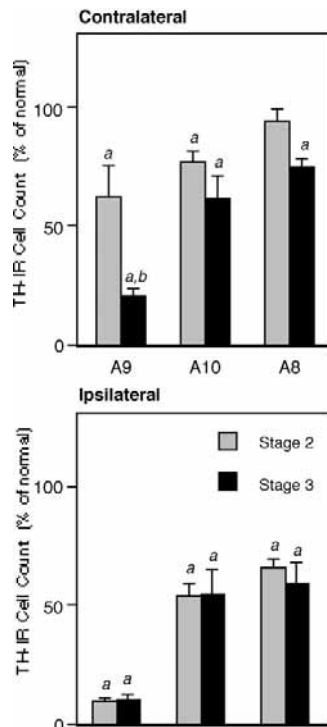 Contralateral
TH-IR Cell Count (% of normal)
100
50
0
a
a,b
a
a
a
A9
A10
A8
Ipsilateral
TH-IR Cell Count (% of normal)
100
50
0
Stage 2
Stage 3
a
a
a
a
a
a